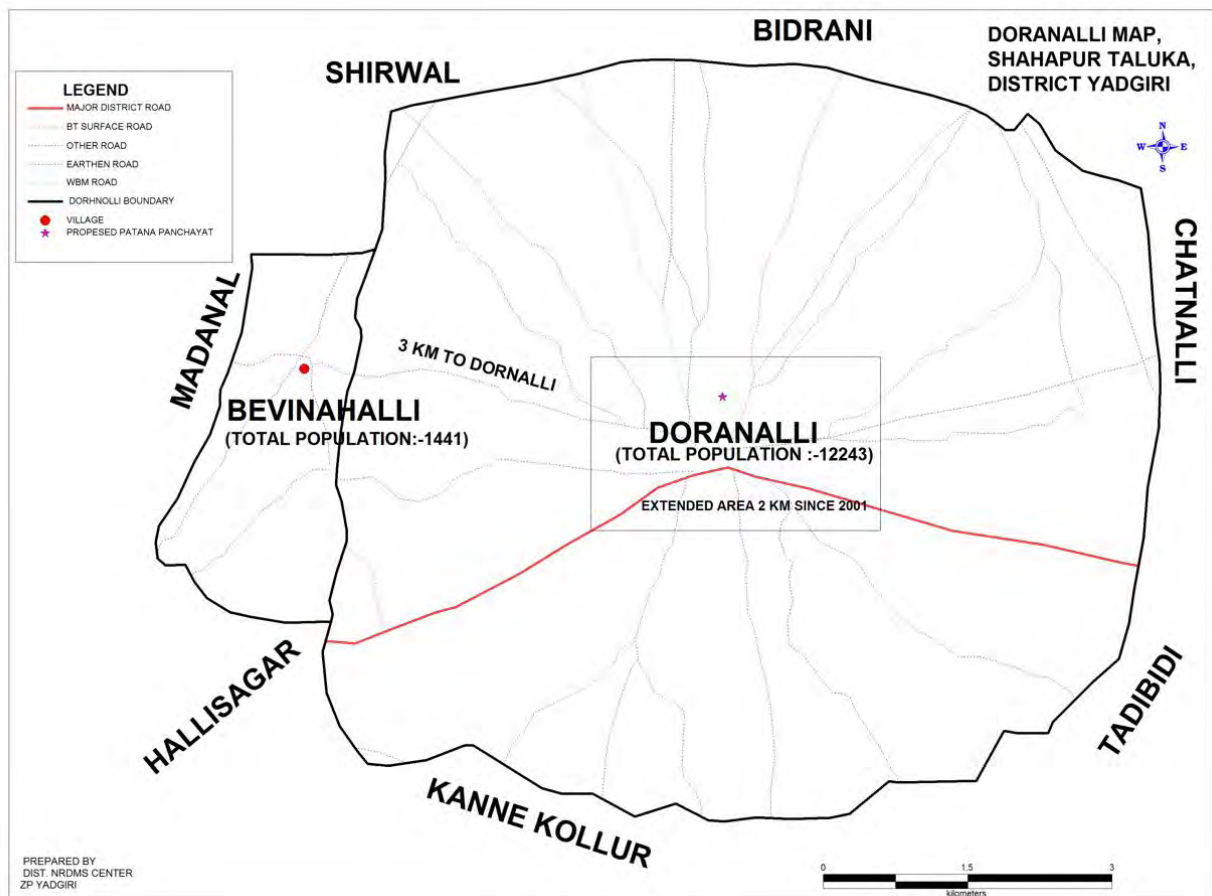 BIDRANI
SHIRWAL
DORANALLI MAP,
SHAHAPUR TALUKA,
DISTRICT YADGIRI
LEGEND
MAJOR DISTRICT ROAD
BT SURFACE ROAD
OTHER ROAD
EARTHEN ROAD
WBM ROAD
DORHNOLLI BOUNDARY
VILLAGE
PROPESED PATANA PANCHAYAT
N
W E
S
CHATNALLI
MADANAL
3 KM TO DORNALLI
BEVINAHALLI
(TOTAL POPULATION:-1441)
DORANALLI
(TOTAL POPULATION :-12243)
EXTENDED AREA 2 KM SINCE 2001
HALLISAGAR
TADIBIDI
KANNE KOLLUR
PREPARED BY
DIST. NRDMS CENTER
ZP YADGIRI
0 1.5 3
kilometers